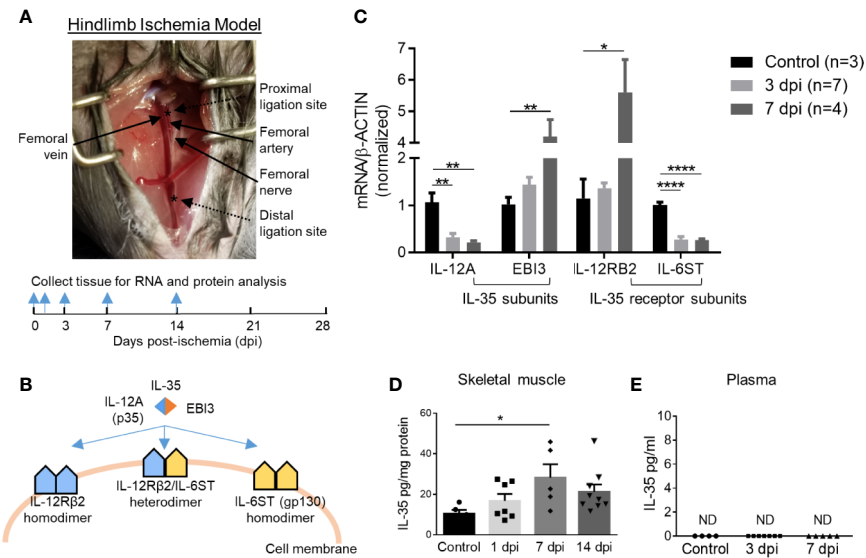 A
Hindlimb Ischemia Model
Proximal
ligation site
Femoral
vein
Femoral
artery
Femoral
nerve
Distal
ligation site
*
*
Collect tissue for RNA and protein analysis
0 3 7 14 21 28
Days post-ischemia (dpi)
B
IL-35
IL-12A
(p35)
EBI3
IL-12Rβ2
homodimer
IL-12Rβ2/IL-6ST
heterodimer
IL-6ST (gp130)
homodimer
Cell membrane
C
mRNA/β-ACTIN
(normalized)
7
6
5
4
2
1
0
**
**
**
*
****
****
Control (n=3)
3 dpi (n=7)
7 dpi (n=4)
IL-12A EBI3 IL-12RB2 IL-6ST
IL-35 subunits IL-35 receptor subunits
D
Skeletal muscle
IL-35 pg/mg protein
60
40
20
0
*
Control 1 dpi 7 dpi 14 dpi
E
Plasma
IL-35 pg/ml
10
8
6
4
2
0
ND ND ND
Control 3 dpi 7 dpi